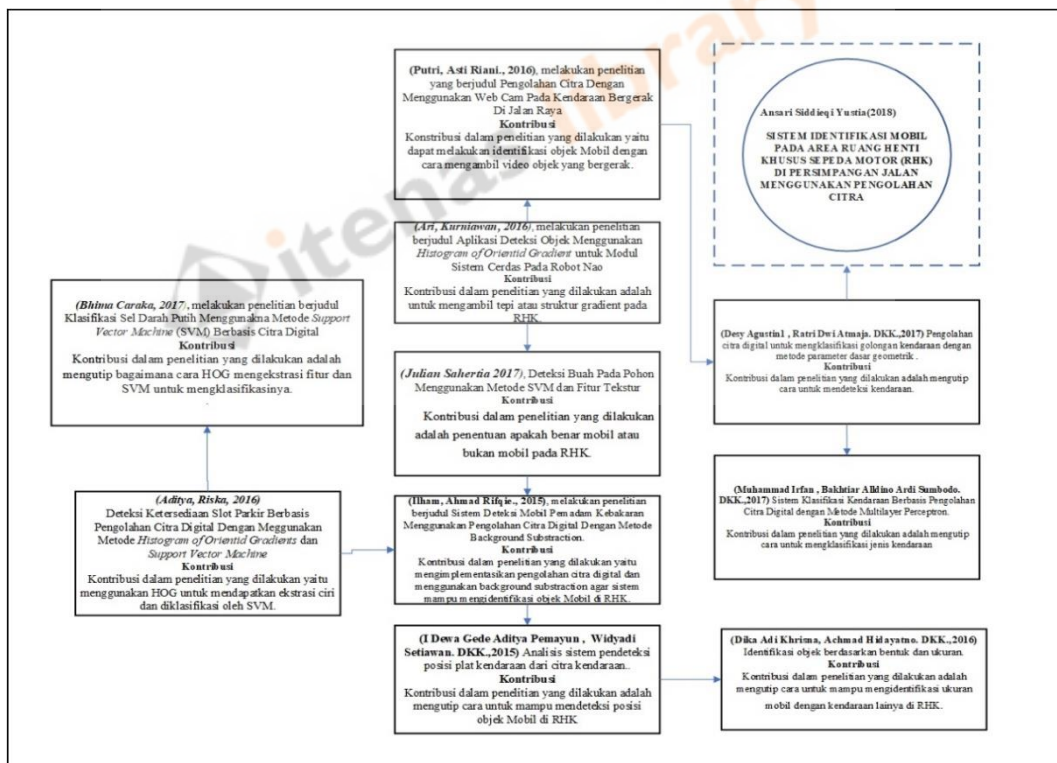 (Putri, Asti Riani., 2016), melakukan penelitian
yang berjudul Pengolahan Citra Dengan
Menggunakan Web Cam Pada Kendaraan Bergerak
Di Jalan Raya
Kontribusi
Konstribusi dalam penelitian yang dilakukan yaitu
dapat melakukan identifikasi objek Mobil dengan
cara mengambil video objek yang bergerak.
Ansari Siddieqi Yustia(2018)
SISTEM IDENTIFIKASI MOBIL
PADA AREA RUANG HENTI
KHUSUS SEPEDA MOTOR (RHK)
DI PERSIMPANGAN JALAN
MENGGUNAKAN PENGOLAHAN
CITRA
(Ari, Kurniawan, 2016), melakukan penelitian
berjudul Aplikasi Deteksi Objek Menggunakan
Histogram of Orientid Gradient untuk Modul
Sistem Cerdas Pada Robot Nao
Kontribusi
Kontribusi dalam penelitian yang dilakukan adalah
untuk mengambil tepi atau struktur gradient pada
RHK.
(Bhima Caraka, 2017), melakukan penelitian berjudul
Klasifikasi Sel Darah Putih Menggunakna Metode Support
Vector Machine (SVM) Berbasis Citra Digital
Kontribusi
Kontribusi dalam penelitian yang dilakukan adalah
mengutip bagaimana cara HOG mengekstrasi fitur dan
SVM untuk mengklasifikasinya.
.
(Desy Agustin1 , Ratri Dwi Atmaja. DKK.,2017) Pengolahan
citra digital untuk mengklasifikasi golongan kendaraan dengan
metode parameter dasar geometrik .
Kontribusi
Kontribusi dalam penelitian yang dilakukan adalah mengutip
cara untuk mendeteksi kendaraan.
(Julian Sahertia 2017), Deteksi Buah Pada Pohon
Menggunakan Metode SVM dan Fitur Tekstur
Kontribusi
Kontribusi dalam penelitian yang dilakukan
adalah penentuan apakah benar mobil atau
bukan mobil pada RHK.
(Muhammad Irfan , Bakhtiar Alldino Ardi Sumbodo.
DKK.,2017) Sistem Klasifikasi Kendaraan Berbasis Pengolahan
Citra Digital dengan Metode Multilayer Perceptron.
Kontribusi
Kontribusi dalam penelitian yang dilakukan adalah mengutip
cara untuk mengklasifikasi jenis kendaraan
(Aditya, Riska, 2016)
Deteksi Ketersediaan Slot Parkir Berbasis
Pengolahan Citra Digital Dengan Meggunakan
Metode Histogram of Orientid Gradients dan
Support Vector Machine
Kontribusi
Kontribusi dalam penelitian yang dilakukan yaitu
menggunakan HOG untuk mendapatkan ekstrasi ciri
dan diklasifikasi oleh SVM.
(Ilham, Ahmad Rifqie., 2015), melakukan penelitian
berjudul Sistem Deteksi Mobil Pemadam Kebakaran
Menggunakan Pengolahan Citra Digital Dengan Metode
Background Substraction.
Kontribusi
Kontribusi dalam penelitian yang dilakukan yaitu
mengimplementasikan pengolahan citra digital dan
menggunakan background substraction agar sistem
mampu mengidentifikasi objek Mobil di RHK.
(I Dewa Gede Aditya Pemayun , Widyadi
Setiawan. DKK.,2015) Analisis sistem pendeteksi
posisi plat kendaraan dari citra kendaraan..
Kontribusi
Kontribusi dalam penelitian yang dilakukan adalah
mengutip cara untuk mampu mendeteksi posisi
objek Mobil di RHK
(Dika Adi Khrisna, Achmad Hidayatno. DKK.,2016)
Identifikasi objek berdasarkan bentuk dan ukuran.
Kontribusi
Kontribusi dalam penelitian yang dilakukan adalah
mengutip cara untuk mampu mengidentifikasi ukuran
mobil dengan kendaraan lainya di RHK.
itenas library